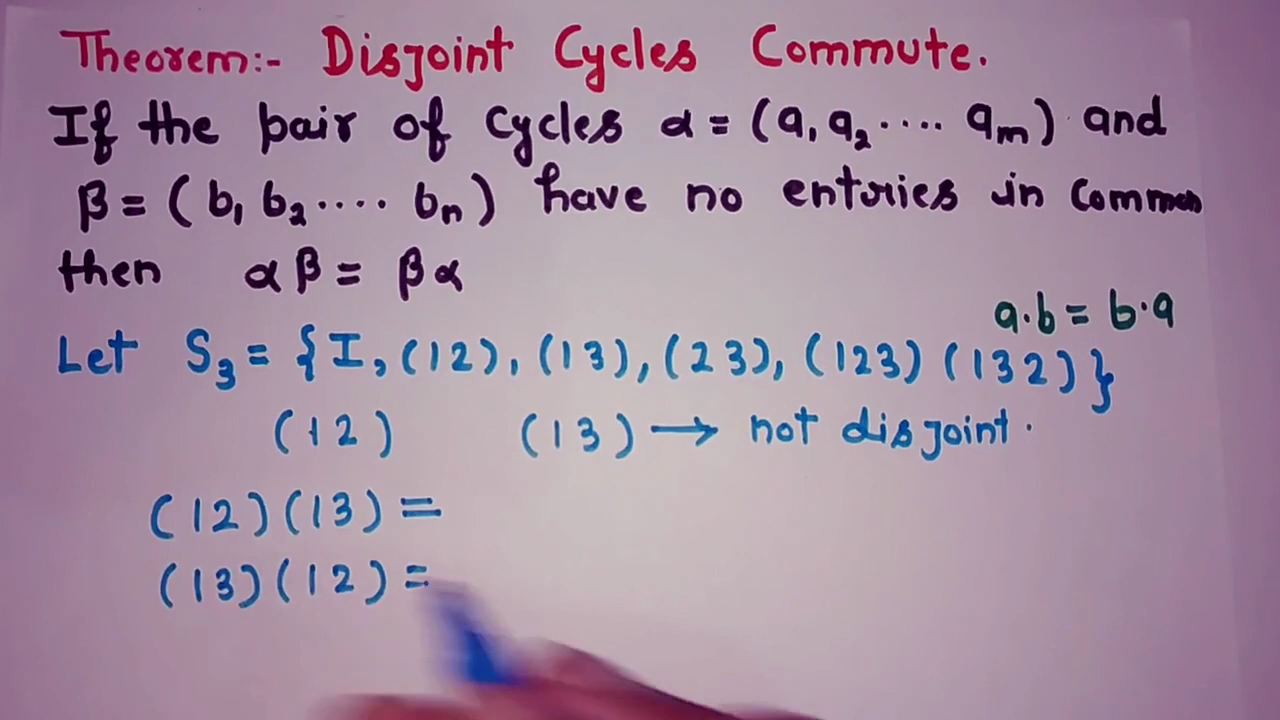 Theorem:- Disjoint Cycles Commute.
If the pair of cycles α = (a₁ a₂ .... aₘ) and
β = (b₁ b₂ .... bₙ) have no entries in common
then αβ = βα
a·b = b·a
Let S₃ = {I, (12), (13), (23), (123) (132)}
(12) (13) → not disjoint.
(12)(13) =
(13)(12) =